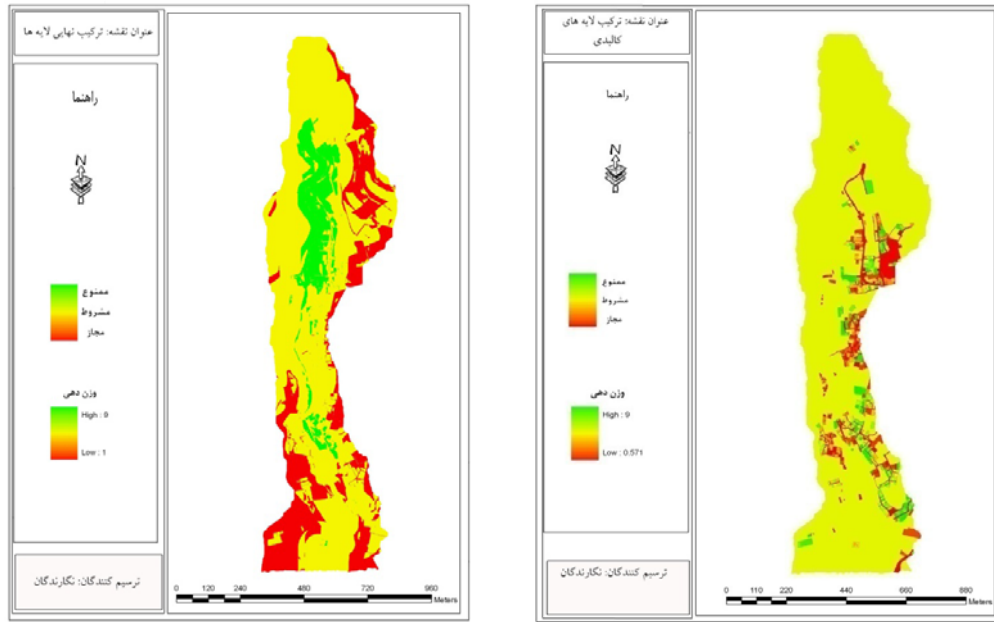 عنوان نقشه: ترکیب نهایی لایه ها
راهنما
N
ممنوع
مشروط
مجاز
وزن دهی
High : 9
Low : 1
ترسیم کنندگان: نگارندگان
0 120 240 480 720 960
Meters
عنوان نقشه: ترکیب لایه های
کالبدی
راهنما
N
ممنوع
مشروط
مجاز
وزن دهی
High : 9
Low : 0.571
ترسیم کنندگان: نگارندگان
0 110 220 440 660 880
Meters